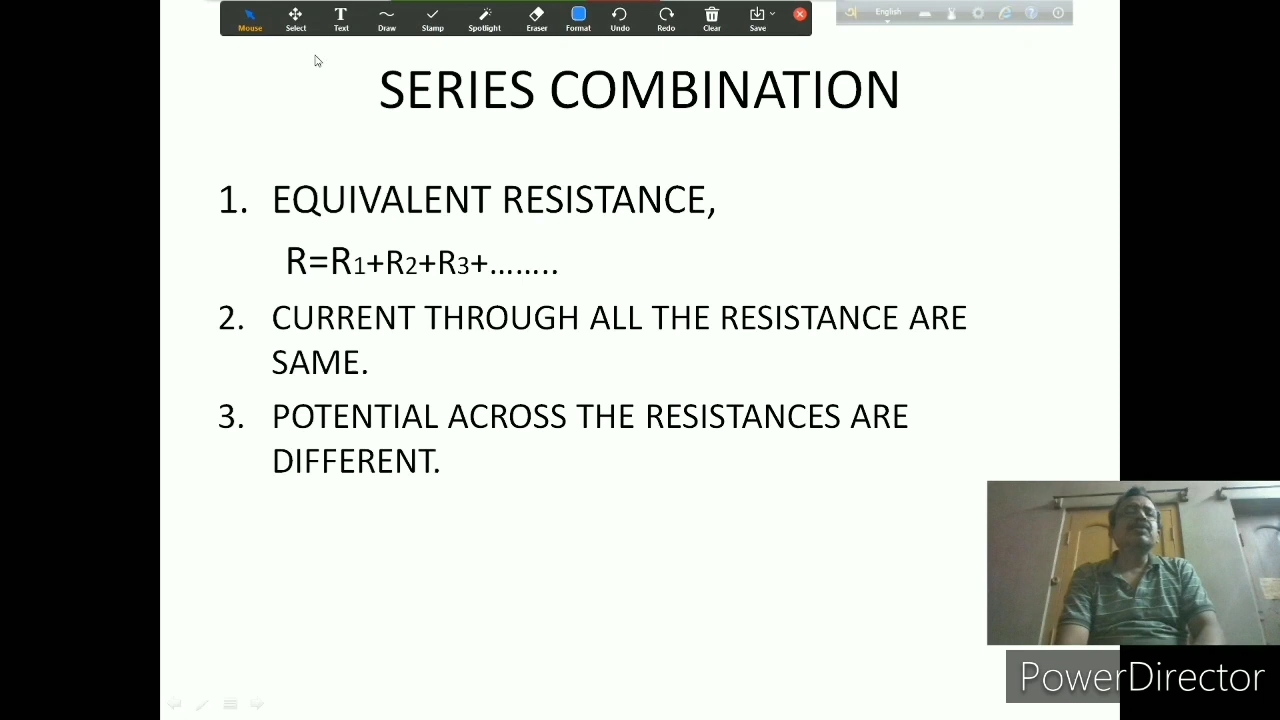 Mouse Select Text Draw Stamp Spotlight Eraser Format Undo Redo Clear Save
English
SERIES COMBINATION
1. EQUIVALENT RESISTANCE,
R=R1+R2+R3+........
2. CURRENT THROUGH ALL THE RESISTANCE ARE
SAME.
3. POTENTIAL ACROSS THE RESISTANCES ARE
DIFFERENT.
PowerDirector